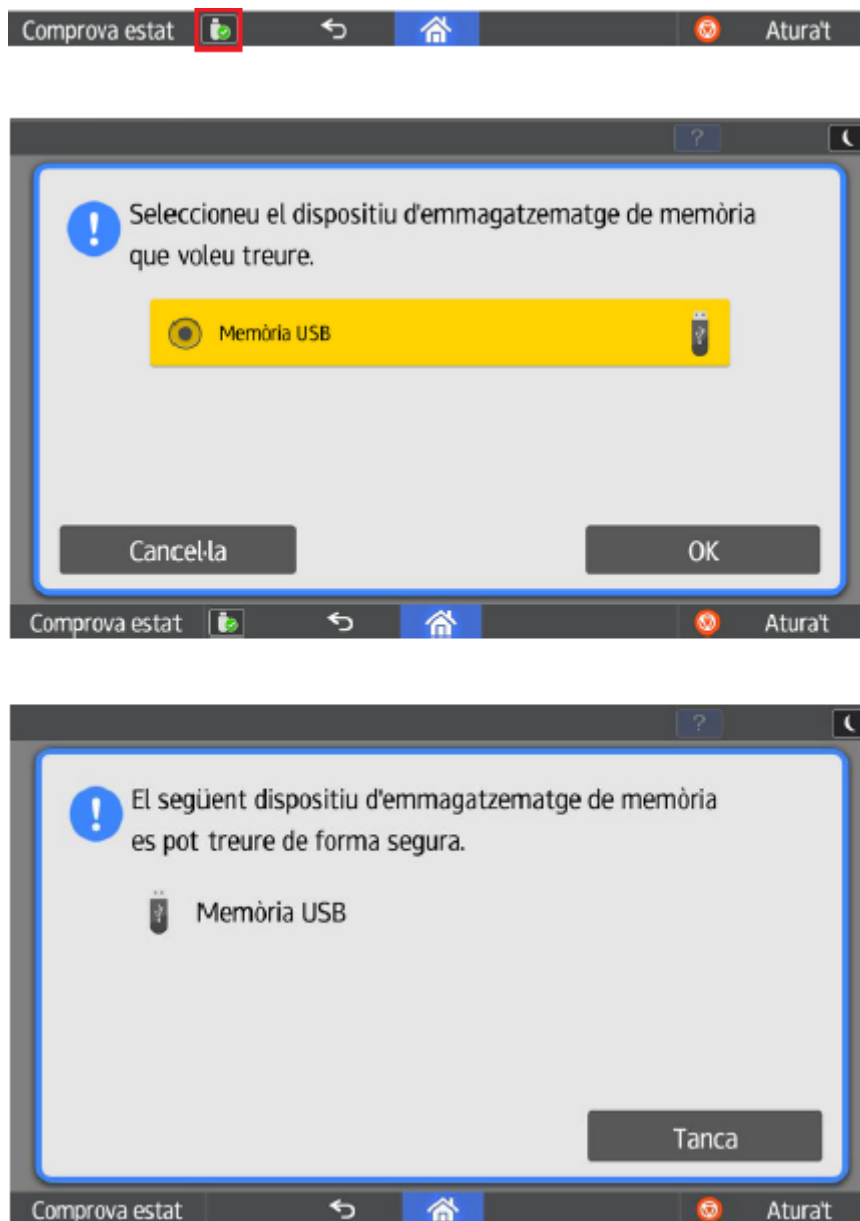 Comprova estat Atura't
?
Seleccioneu el dispositiu d'emmagatzematge de memòria
que voleu treure.
Memòria USB
Cancel·la OK
Comprova estat Atura't
?
El següent dispositiu d'emmagatzematge de memòria
es pot treure de forma segura.
Memòria USB
Tanca
Comprova estat Atura't